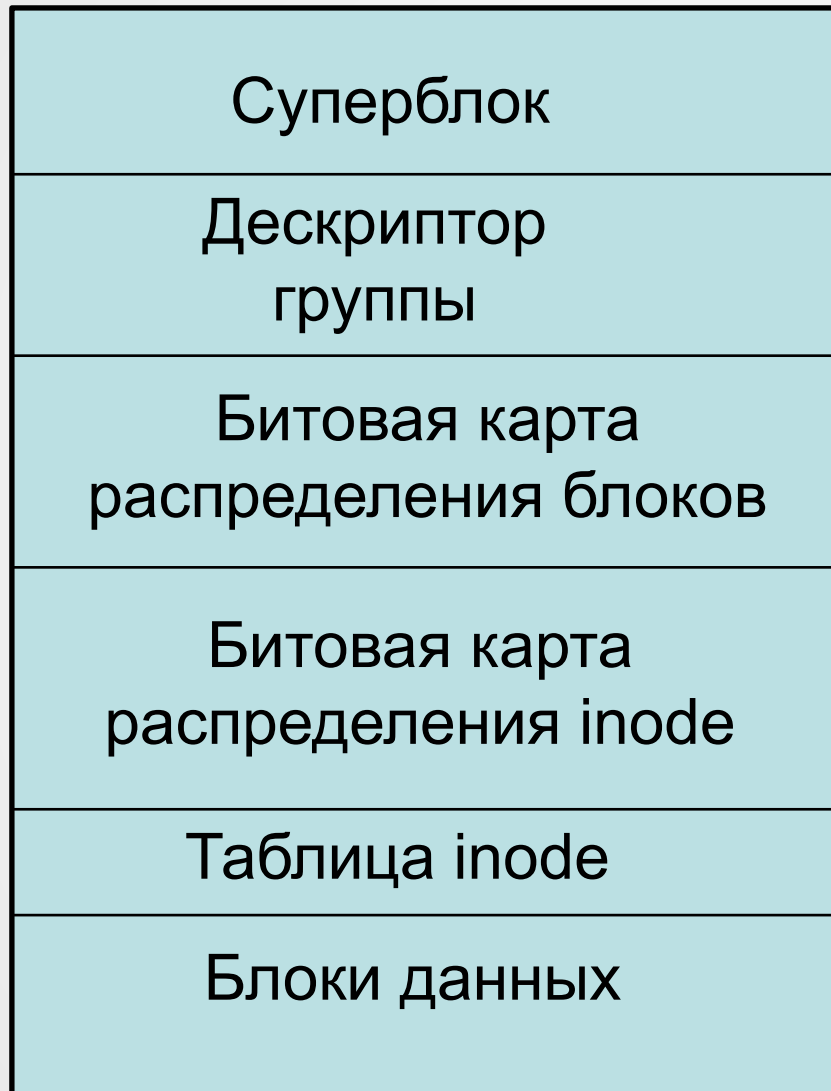 Суперблок
Дескриптор
группы
Битовая карта
распределения блоков
Битовая карта
распределения inode
Таблица inode
Блоки данных